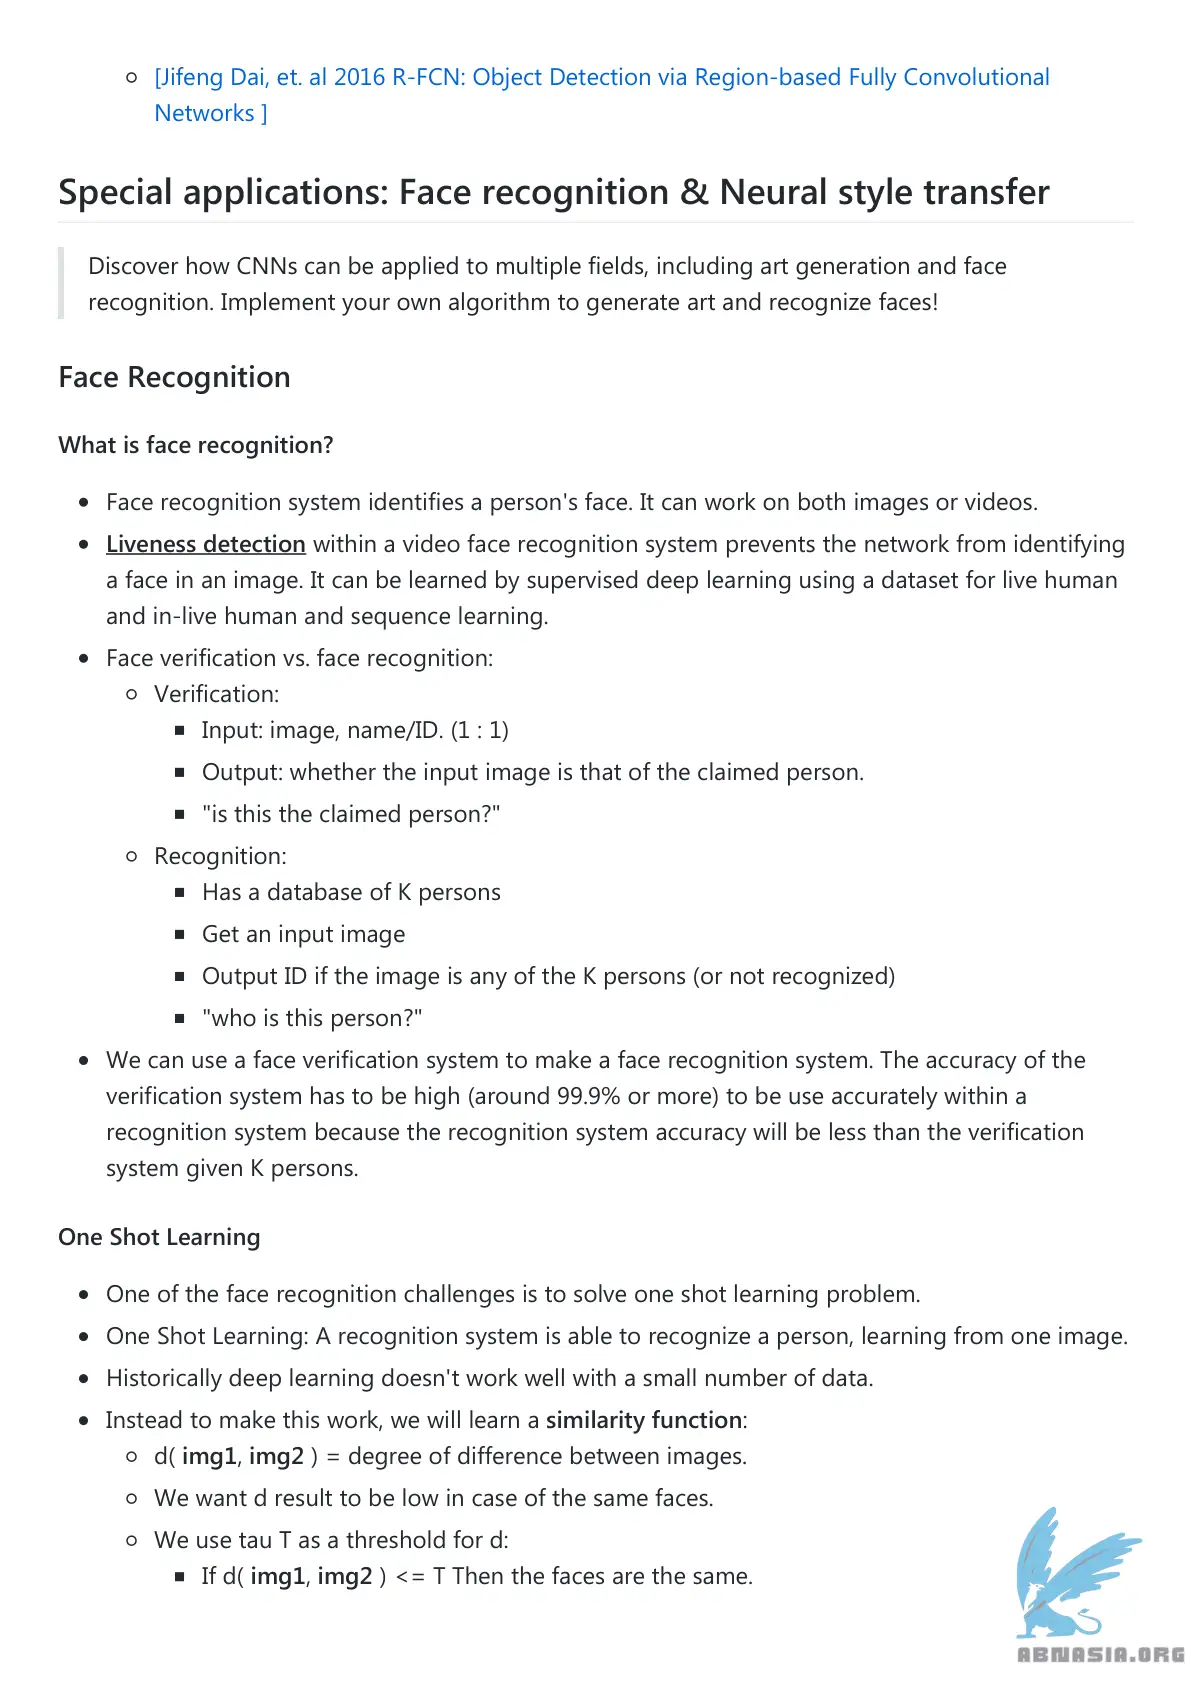 [Jifeng Dai, et. al 2016 R-FCN: Object Detection via Region-based Fully Convolutional
Networks ]
Special applications: Face recognition & Neural style transfer
Discover how CNNs can be applied to multiple fields, including art generation and face
recognition. Implement your own algorithm to generate art and recognize faces!
Face Recognition
What is face recognition?
Face recognition system identifies a person's face. It can work on both images or videos.
Liveness detection within a video face recognition system prevents the network from identifying
a face in an image. It can be learned by supervised deep learning using a dataset for live human
and in-live human and sequence learning.
Face verification vs. face recognition:
Verification:
Input: image, name/ID. (1 : 1)
Output: whether the input image is that of the claimed person.
"is this the claimed person?"
Recognition:
Has a database of K persons
Get an input image
Output ID if the image is any of the K persons (or not recognized)
"who is this person?"
We can use a face verification system to make a face recognition system. The accuracy of the
verification system has to be high (around 99.9% or more) to be use accurately within a
recognition system because the recognition system accuracy will be less than the verification
system given K persons.
One Shot Learning
One of the face recognition challenges is to solve one shot learning problem.
One Shot Learning: A recognition system is able to recognize a person, learning from one image.
Historically deep learning doesn't work well with a small number of data.
Instead to make this work, we will learn a similarity function:
d( img1, img2 ) = degree of difference between images.
We want d result to be low in case of the same faces.
We use tau T as a threshold for d:
If d( img1, img2 ) <= T Then the faces are the same.
ABNASIA.ORG